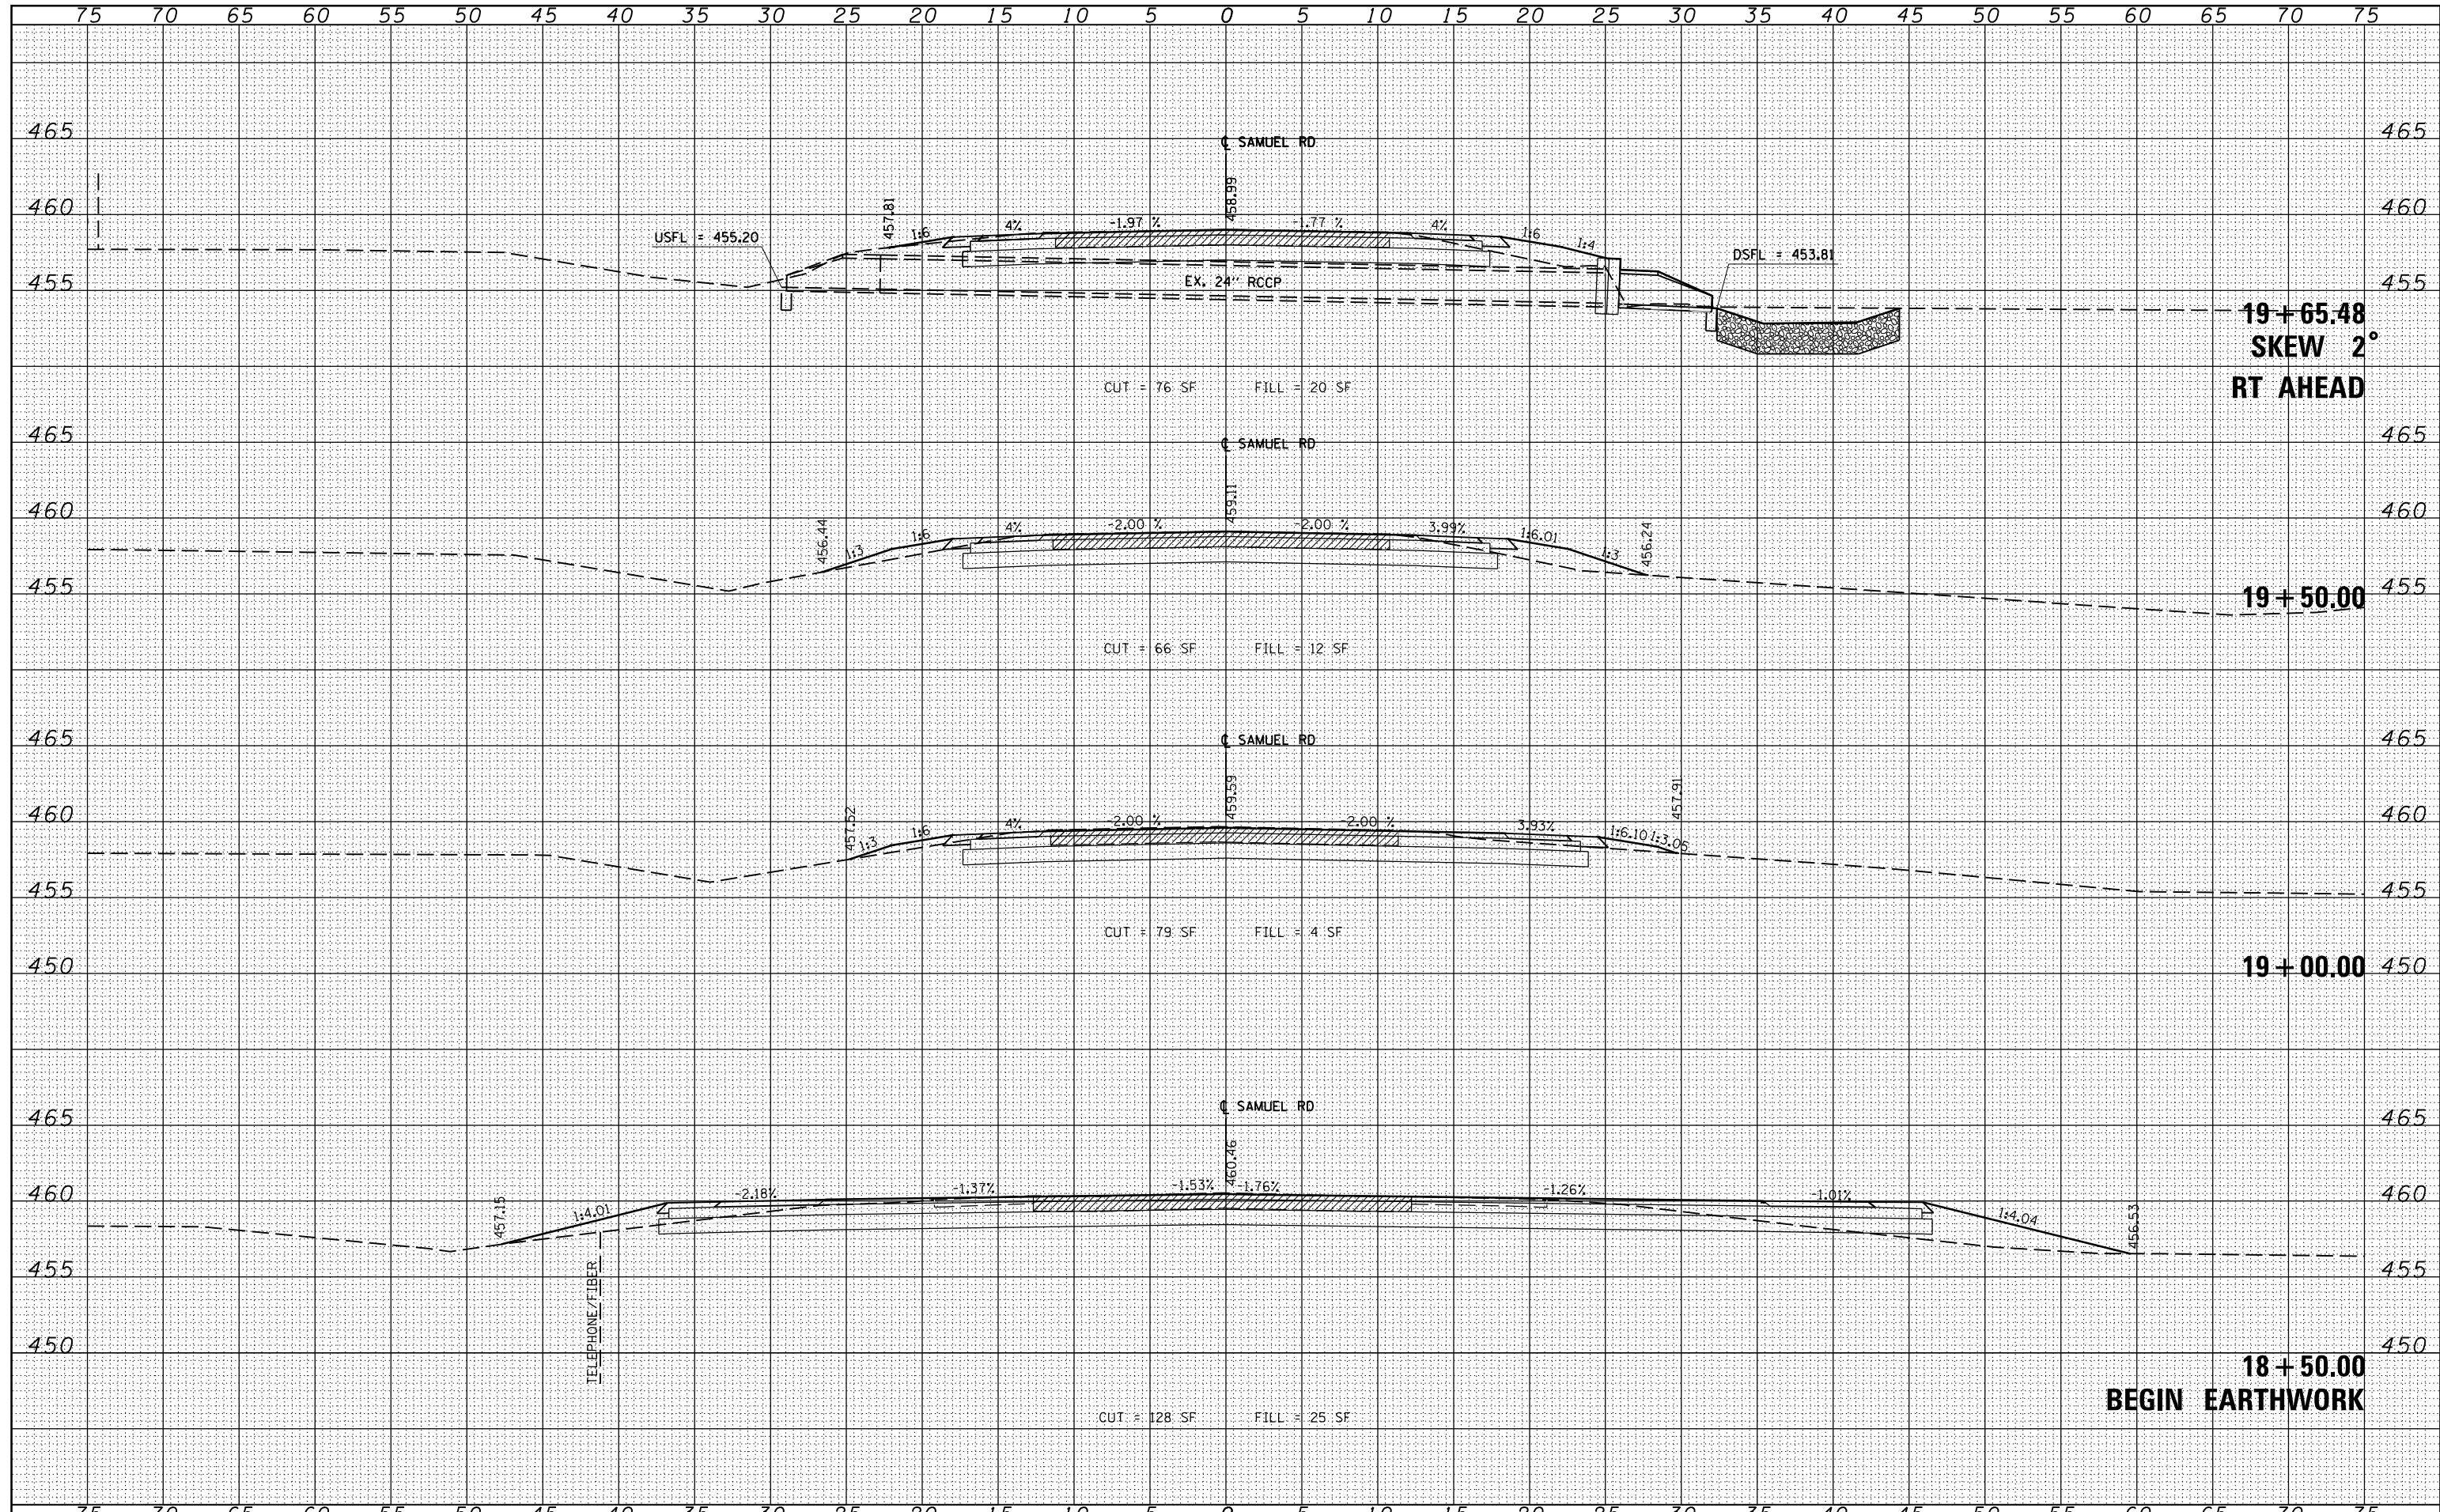 75 70 65 60 55 50 45 40 35 30 25 20 15 10 5 0 5 10 15 20 25 30 35 40 45 50 55 60 65 70 75
465 465
℄ SAMUEL RD
460 460
457.81 458.99
1:6 4% -1.97 % -1.77 % 4% 1:6 1:4
USFL = 455.20 DSFL = 453.81
EX. 24" RCCP
455 455
19+65.48
SKEW 2°
RT AHEAD
CUT = 76 SF FILL = 20 SF
465 465
℄ SAMUEL RD
460 460
456.44 459.11 456.24
1:3 1:6 4% -2.00 % -2.00 % 3.99% 1:6.01 1:3
455 455
19+50.00
CUT = 66 SF FILL = 12 SF
465 465
℄ SAMUEL RD
460 460
457.52 459.59 457.91
1:3 1:6 4% -2.00 % -2.00 % 3.93% 1:6.10 1:3.05
455 455
CUT = 79 SF FILL = 4 SF
450 450
19+00.00
℄ SAMUEL RD
465 465
460 460
457.15 460.46 456.53
1:4.01 -2.18% -1.37% -1.53% -1.76% -1.26% -1.01% 1:4.04
455 455
TELEPHONE/FIBER
450 450
18+50.00
BEGIN EARTHWORK
CUT = 128 SF FILL = 25 SF
75 70 65 60 55 50 45 40 35 30 25 20 15 10 5 0 5 10 15 20 25 30 35 40 45 50 55 60 65 70 75